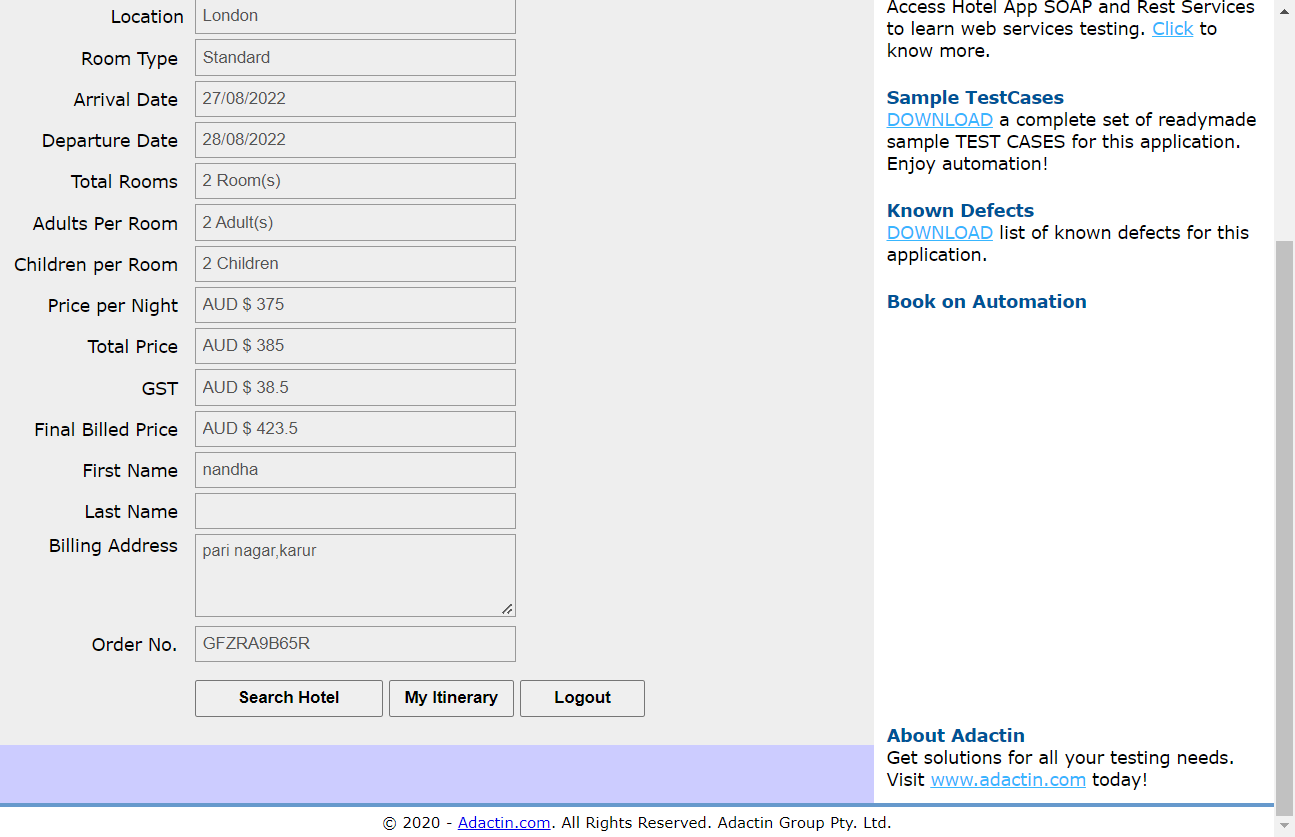 Location London
Room Type Standard
Arrival Date 27/08/2022
Departure Date 28/08/2022
Total Rooms 2 Room(s)
Adults Per Room 2 Adult(s)
Children per Room 2 Children
Price per Night AUD $ 375
Total Price AUD $ 385
GST AUD $ 38.5
Final Billed Price AUD $ 423.5
First Name nandha
Last Name
Billing Address pari nagar,karur
Order No. GFZRA9B65R
Search Hotel My Itinerary Logout
Access Hotel App SOAP and Rest Services
to learn web services testing. Click to
know more.
Sample TestCases
DOWNLOAD a complete set of readymade
sample TEST CASES for this application.
Enjoy automation!
Known Defects
DOWNLOAD list of known defects for this
application.
Book on Automation
About Adactin
Get solutions for all your testing needs.
Visit www.adactin.com today!
© 2020 - Adactin.com. All Rights Reserved. Adactin Group Pty. Ltd.